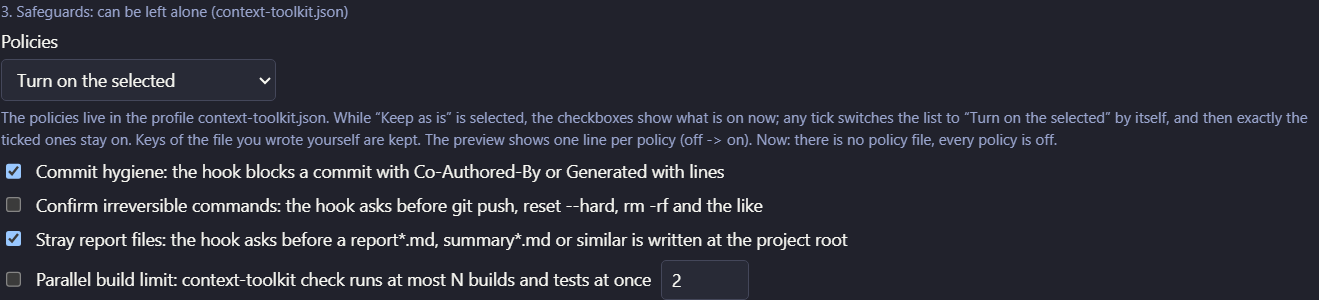 3. Safeguards: can be left alone (context-toolkit.json)
Policies
Turn on the selected
The policies live in the profile context-toolkit.json. While “Keep as is” is selected, the checkboxes show what is on now; any tick switches the list to “Turn on the selected” by itself, and then exactly the
ticked ones stay on. Keys of the file you wrote yourself are kept. The preview shows one line per policy (off -> on). Now: there is no policy file, every policy is off.
Commit hygiene: the hook blocks a commit with Co-Authored-By or Generated with lines
Confirm irreversible commands: the hook asks before git push, reset --hard, rm -rf and the like
Stray report files: the hook asks before a report*.md, summary*.md or similar is written at the project root
Parallel build limit: context-toolkit check runs at most N builds and tests at once 2